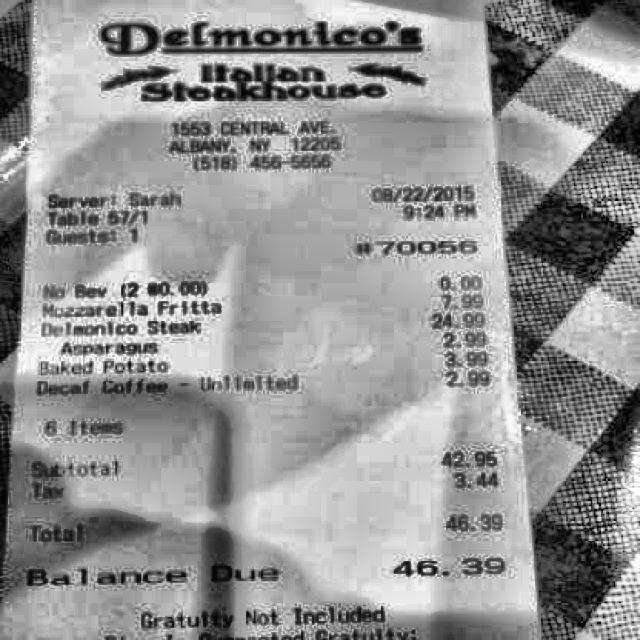 Delmonico's
Italian
Steakhouse
1553 CENTRAL AVE.
ALBANY, NY 12205
(518) 456-5656
Server: Sarah 08/22/2015
Table 67/1 9:24 PM
Guests: 1
#70056
No Bev (2 @0.00) 0.00
Mozzarella Fritta 7.99
Delmonico Steak 24.99
Asparagus 2.99
Baked Potato 3.99
Decaf Coffee - Unlimited 2.99
6 Items
Subtotal 42.95
Tax 3.44
Total 46.39
Balance Due 46.39
Gratuity Not Included
Suggested Gratuity: